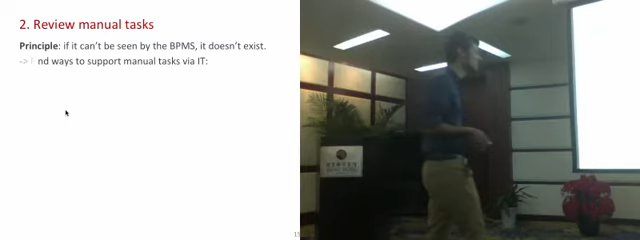 2. Review manual tasks
Principle: if it can't be seen by the BPMS, it doesn't exist.
-> F nd ways to support manual tasks via IT: